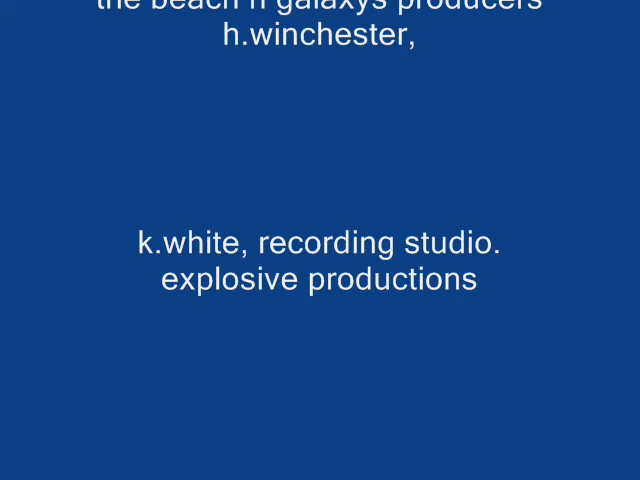 the beach n galaxys producers
h.winchester,
k.white, recording studio.
explosive productions